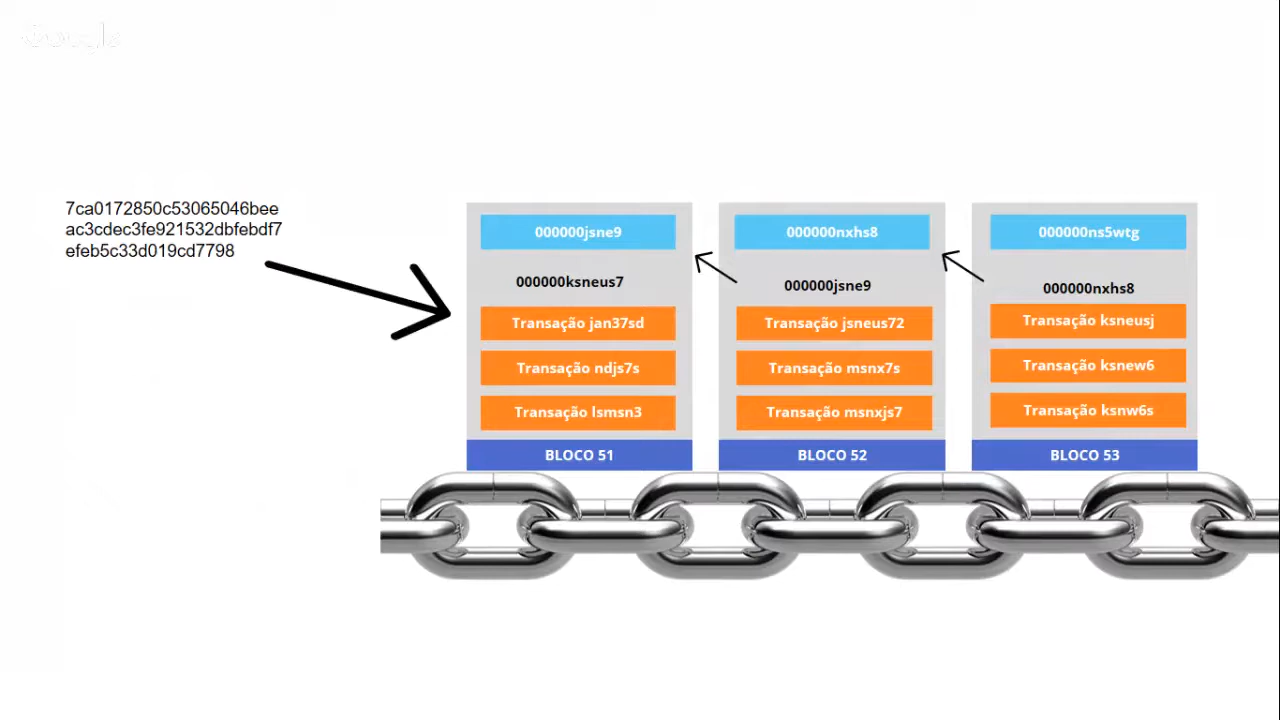 Google
7ca0172850c53065046bee
ac3cdec3fe921532dbfebdf7
efeb5c33d019cd7798
000000jsne9
000000ksneus7
Transação jan37sd
Transação ndjs7s
Transação lsmsn3
BLOCO 51
000000nxhs8
000000jsne9
Transação jsneus72
Transação msnx7s
Transação msnxjs7
BLOCO 52
000000ns5wtg
000000nxhs8
Transação ksneusj
Transação ksnew6
Transação ksnw6s
BLOCO 53